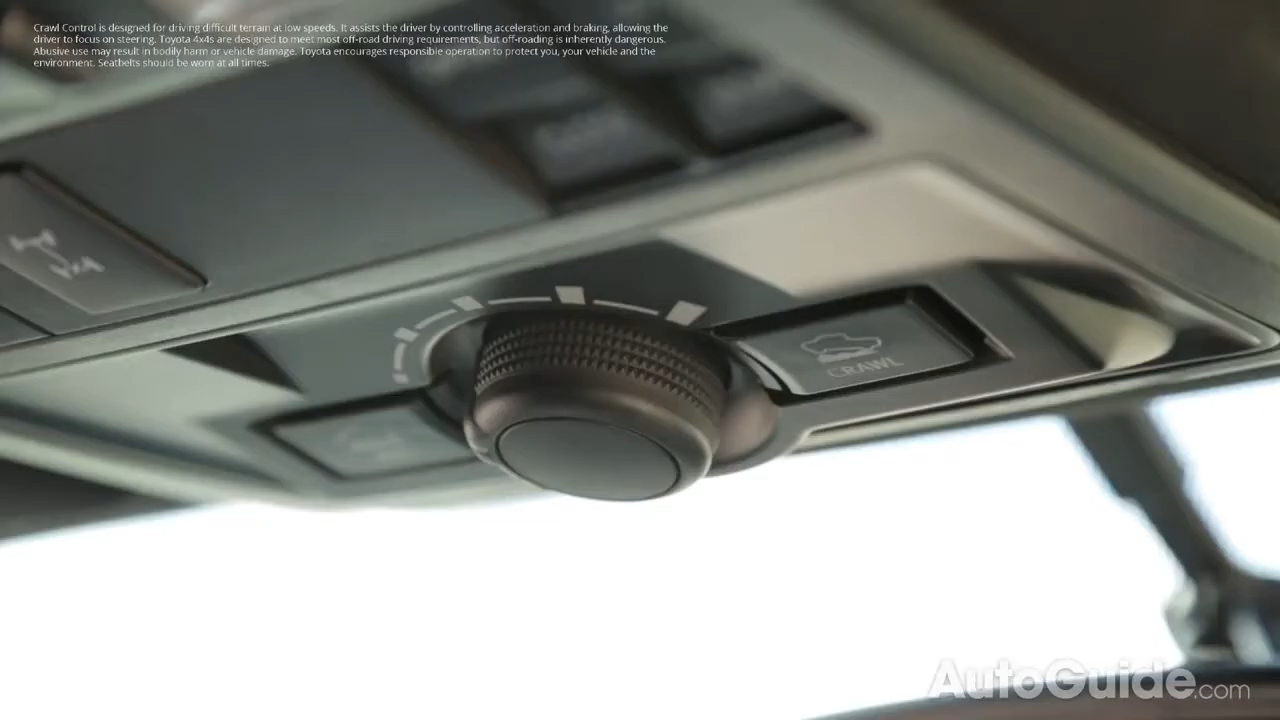 Crawl Control is designed for driving difficult terrain at low speeds. It assists the driver by controlling acceleration and braking, allowing the
driver to focus on steering. Toyota 4x4s are designed to meet most off-road driving requirements, but off-roading is inherently dangerous.
Abusive use may result in bodily harm or vehicle damage. Toyota encourages responsible operation to protect you, your vehicle and the
environment. Seatbelts should be worn at all times.
4x4
CRAWL
AutoGuide.com